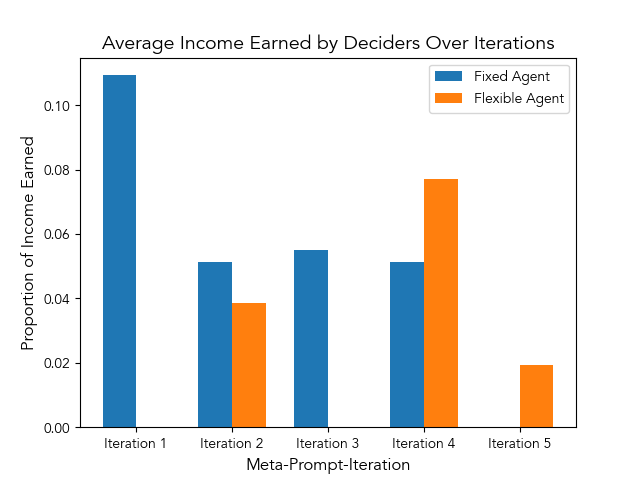 Average Income Earned by Deciders Over Iterations
Fixed Agent
Flexible Agent
Proportion of Income Earned
0.10
0.08
0.06
0.04
0.02
0.00
Iteration 1
Iteration 2
Iteration 3
Iteration 4
Iteration 5
Meta-Prompt-Iteration